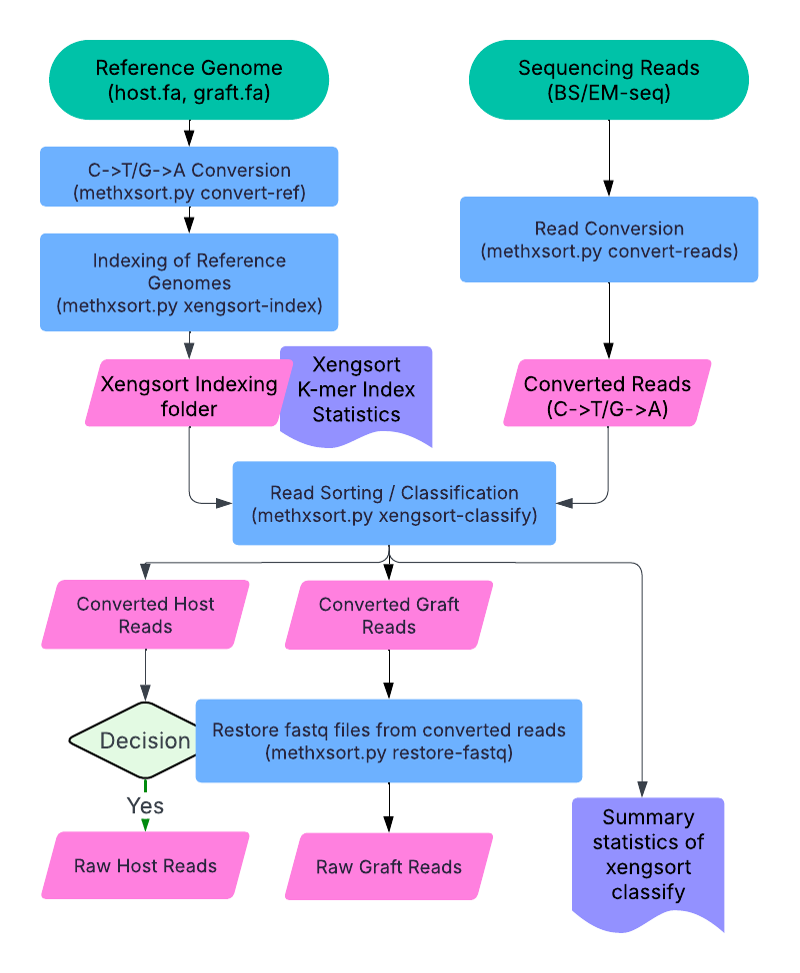 Reference Genome
(host.fa, graft.fa)
Sequencing Reads
(BS/EM-seq)
C->T/G->A Conversion
(methxsort.py convert-ref)
Read Conversion
(methxsort.py convert-reads)
Indexing of Reference
Genomes
(methxsort.py xengsort-index)
Xengsort Indexing
folder
Xengsort
K-mer Index
Statistics
Converted Reads
(C->T/G->A)
Read Sorting / Classification
(methxsort.py xengsort-classify)
Converted Host
Reads
Converted Graft
Reads
Decision
Restore fastq files from converted reads
(methxsort.py restore-fastq)
Yes
Summary
statistics of
xengsort
classify
Raw Host Reads
Raw Graft Reads